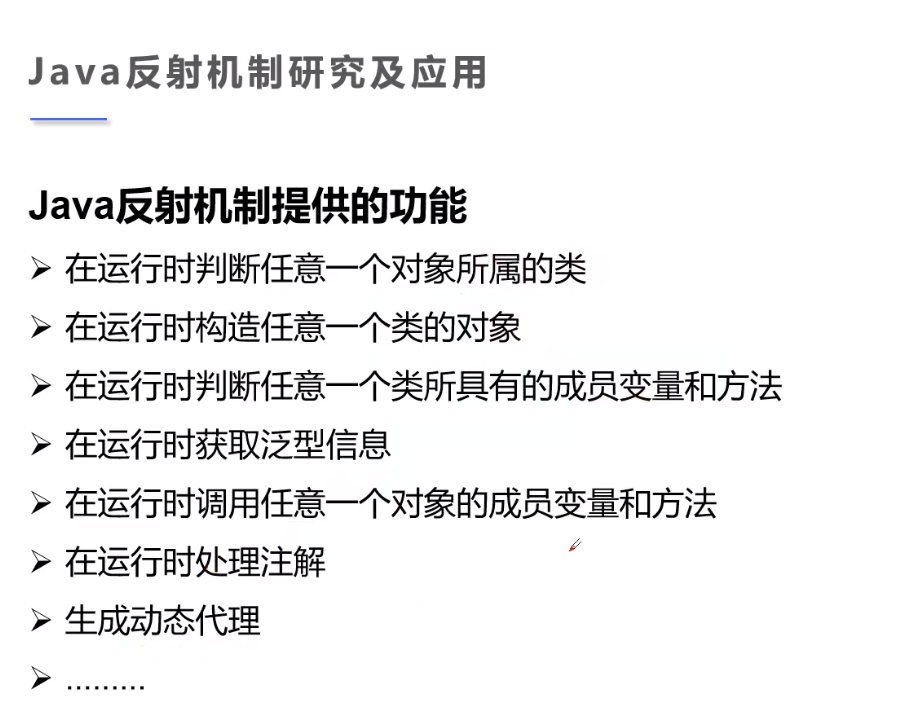 Java反射机制研究及应用
Java反射机制提供的功能
➢ 在运行时判断任意一个对象所属的类
➢ 在运行时构造任意一个类的对象
➢ 在运行时判断任意一个类所具有的成员变量和方法
➢ 在运行时获取泛型信息
➢ 在运行时调用任意一个对象的成员变量和方法
➢ 在运行时处理注解
➢ 生成动态代理
➢ .........